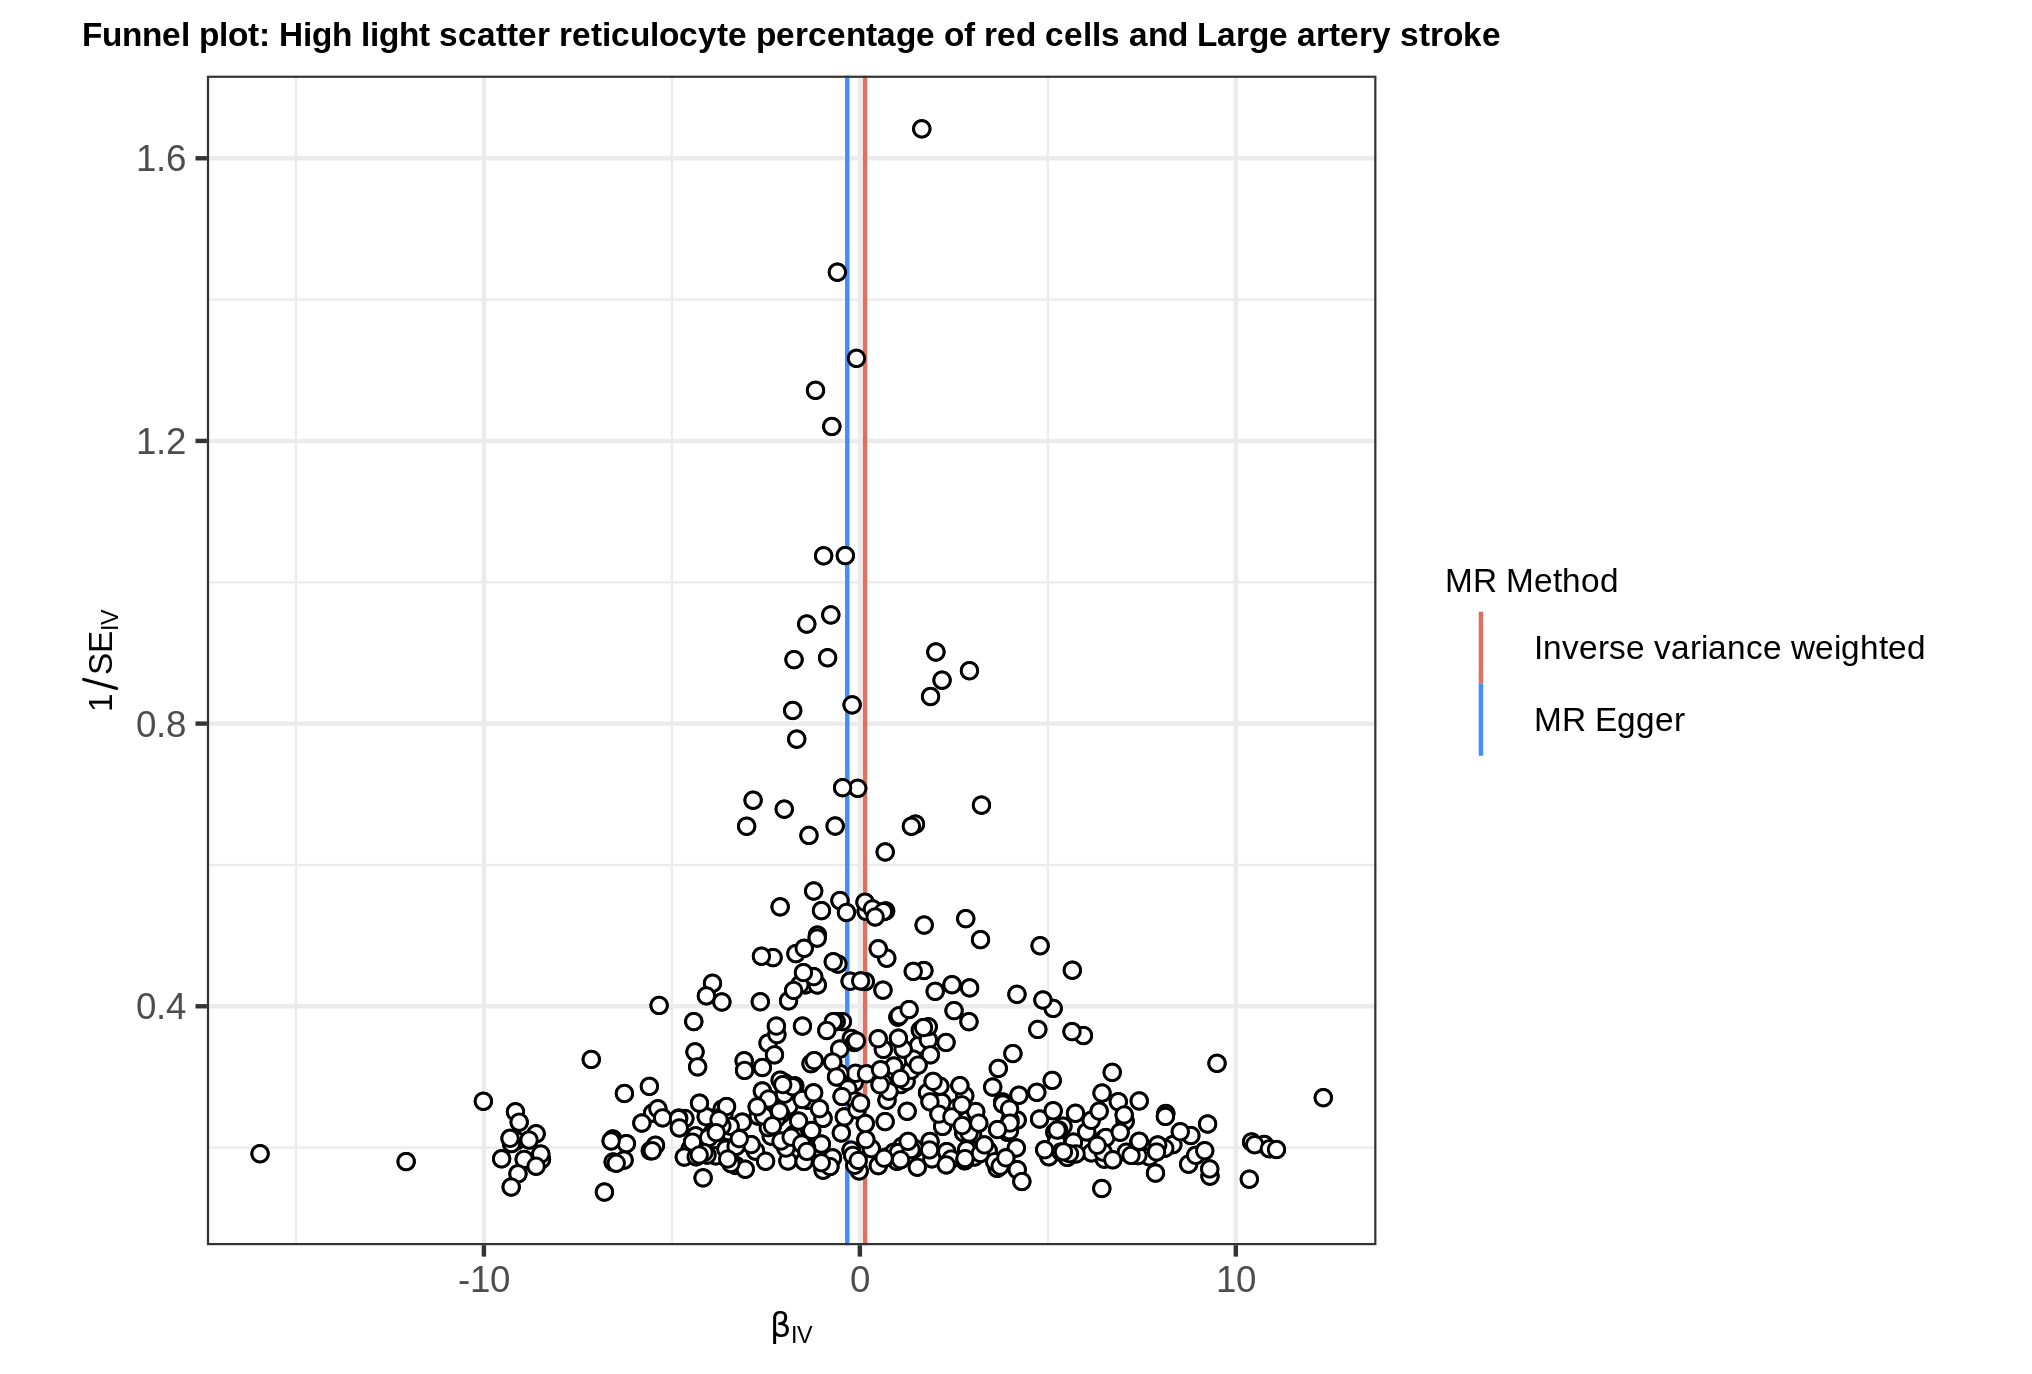 Funnel plot: High light scatter reticulocyte percentage of red cells and Large artery stroke
1.6
1.2
0.8
0.4
1/SE_IV
-10 0 10
β_IV
MR Method
Inverse variance weighted
MR Egger